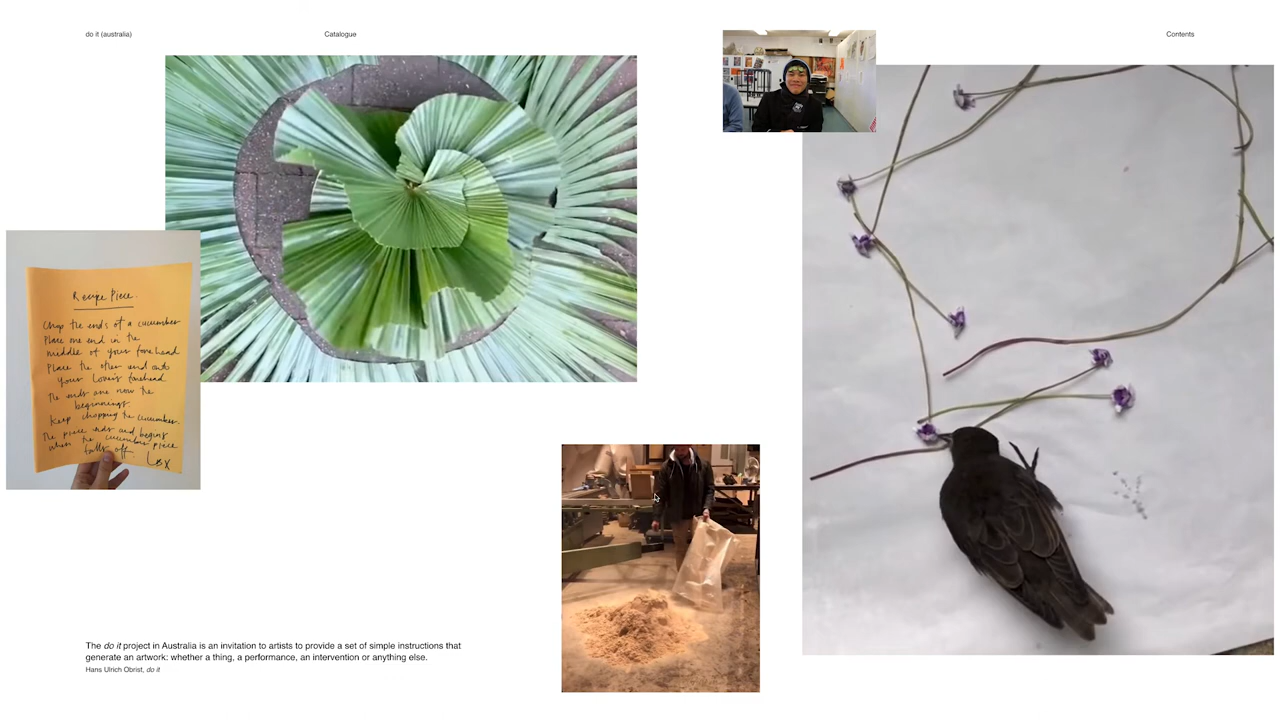 do it (australia)
Catalogue
Contents
Recipe Piece.
Chop the ends of a cucumber
Place one end in the
middle of your forehead
Place the other end onto
your Lover's forehead
The ends are now the
beginnings.
Keep chopping the cucumber.
The piece ends and begins
when the cucumber piece
falls off.
The do it project in Australia is an invitation to artists to provide a set of simple instructions that
generate an artwork: whether a thing, a performance, an intervention or anything else.
Hans Ulrich Obrist, do it